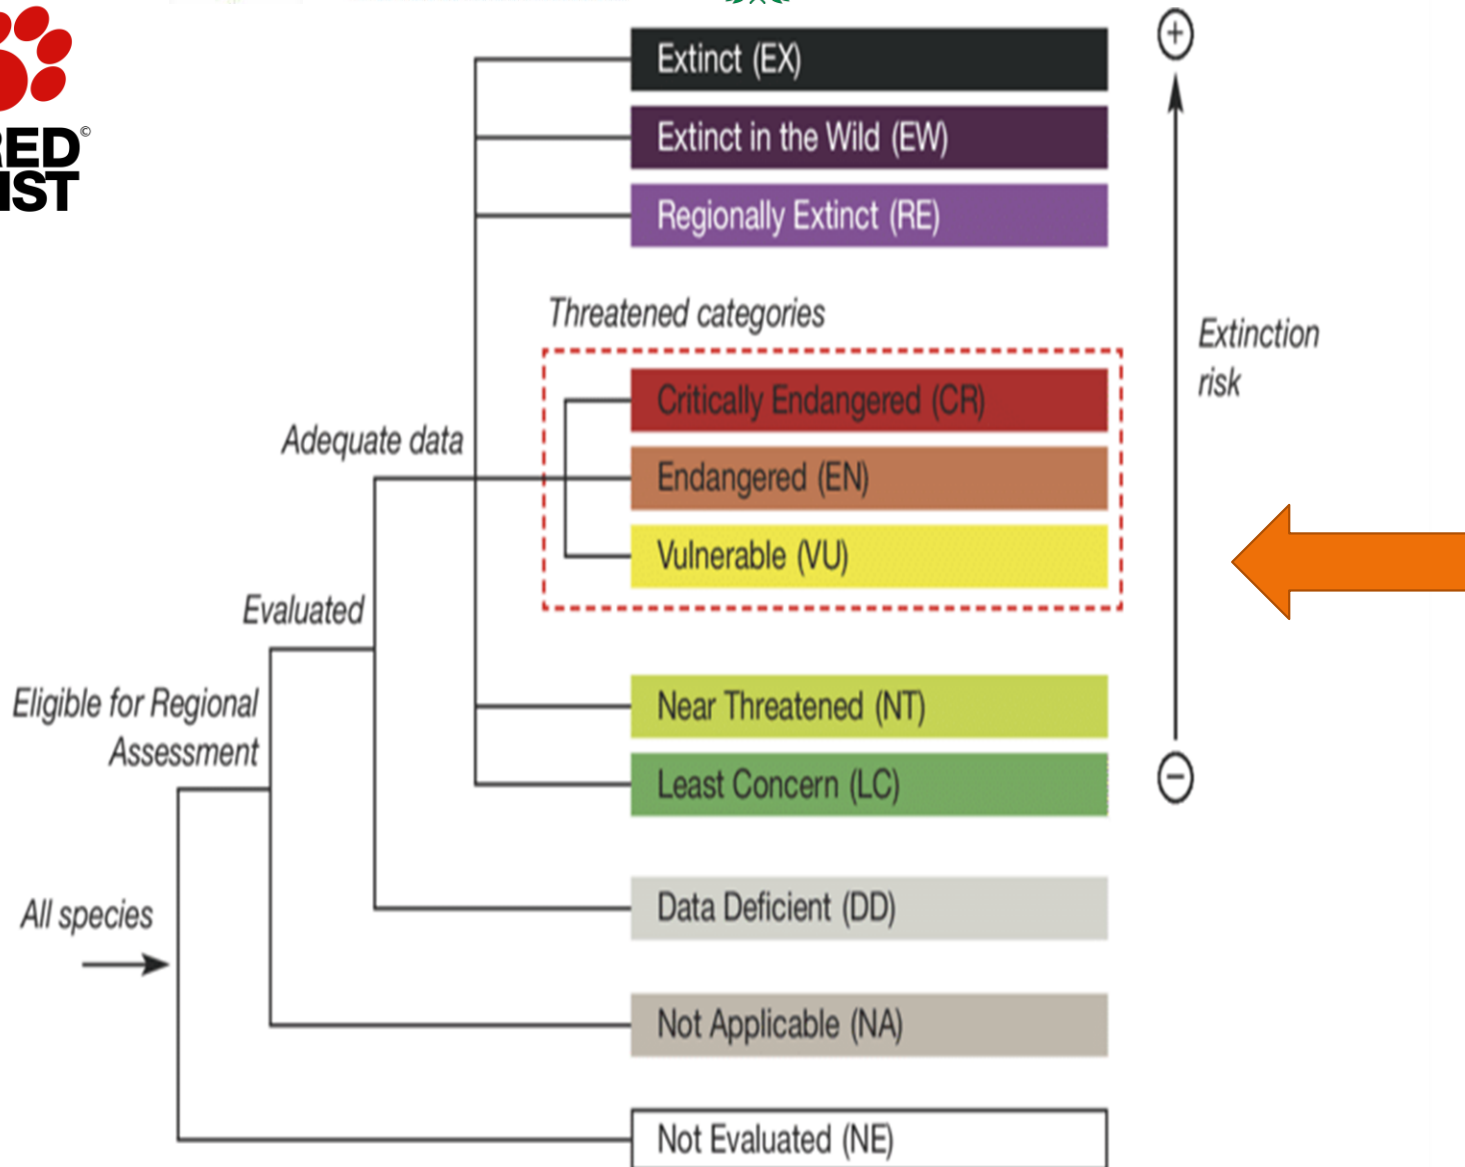 RED©
IST
Extinct (EX)
Extinct in the Wild (EW)
Regionally Extinct (RE)
Threatened categories
Critically Endangered (CR)
Endangered (EN)
Vulnerable (VU)
Extinction
risk
Adequate data
Evaluated
Eligible for Regional
Assessment
Near Threatened (NT)
Least Concern (LC)
All species
Data Deficient (DD)
Not Applicable (NA)
Not Evaluated (NE)
+
−